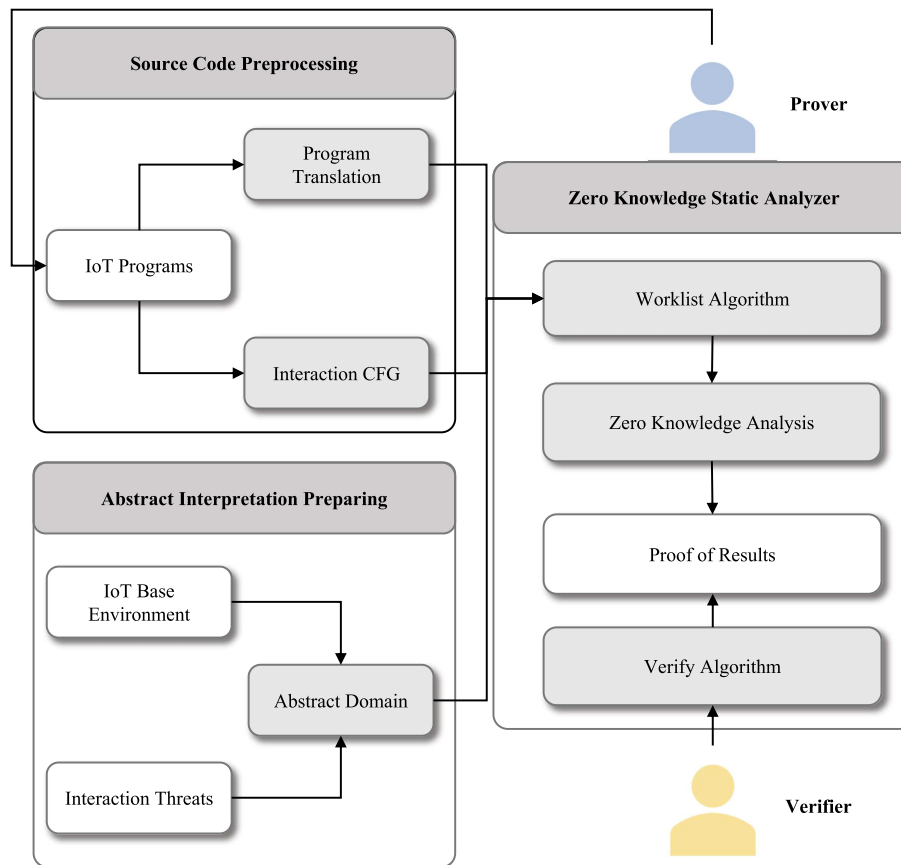 Source Code Preprocessing
Program
Translation
IoT Programs
Interaction CFG
Abstract Interpretation Preparing
IoT Base
Environment
Abstract Domain
Interaction Threats
Prover
Zero Knowledge Static Analyzer
Worklist Algorithm
Zero Knowledge Analysis
Proof of Results
Verify Algorithm
Verifier